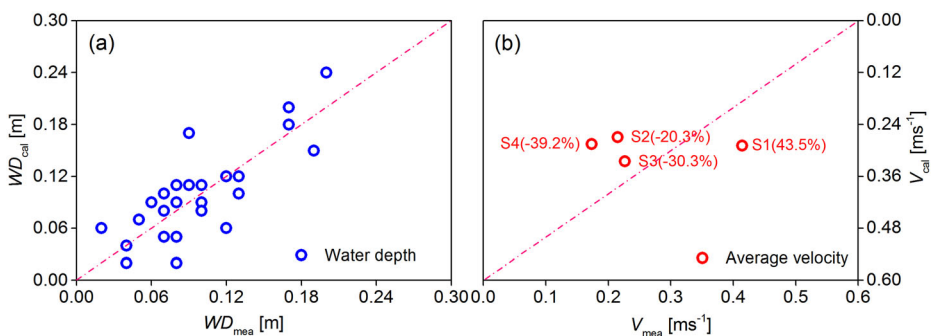 (a)
0.24
0.18
0.12
0.06
0.00
WDcal [m]
0.00
0.06
0.12
0.18
0.24
0.30
WDmea [m]
Water depth
(b)
S4(-39.2%)
S2(-20.3%)
S3(-30.3%)
S1(43.5%)
Average velocity
0.0
0.1
0.2
0.3
0.4
0.5
0.6
Vmea [ms-1]
0.00
0.12
0.24
0.36
0.48
0.60
Vcal [ms-1]